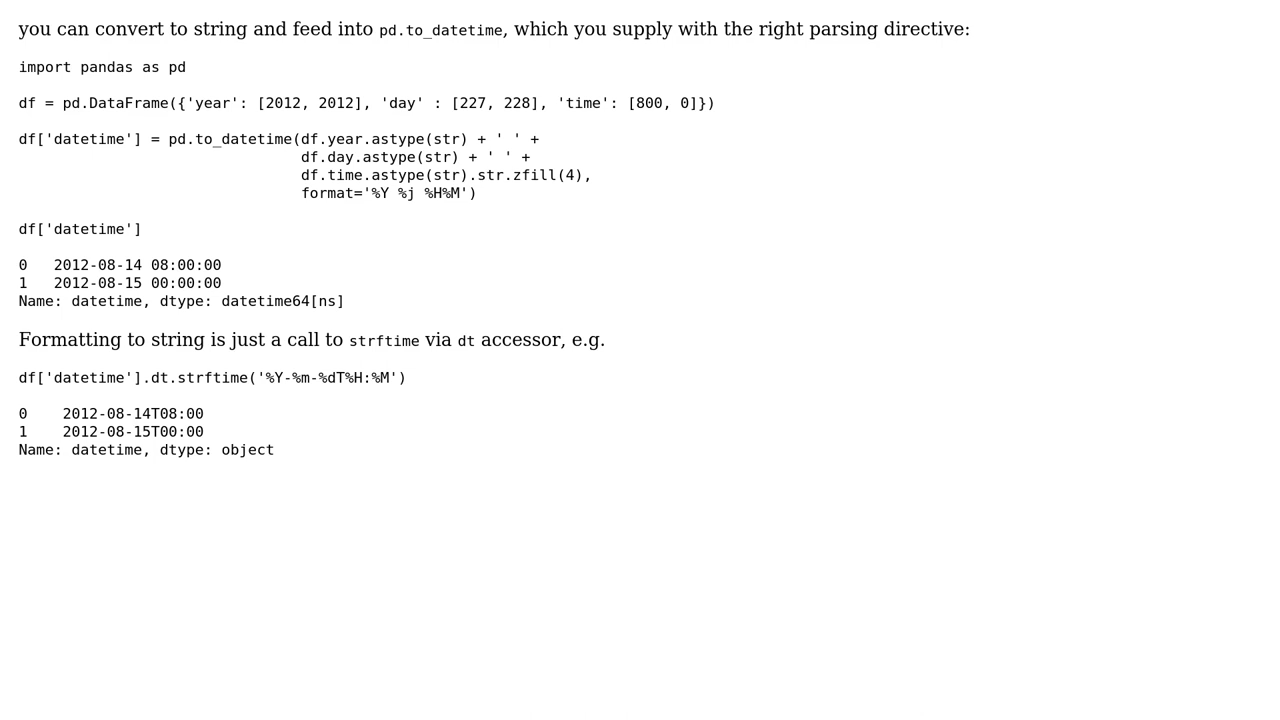 you can convert to string and feed into pd.to_datetime, which you supply with the right parsing directive:
import pandas as pd
df = pd.DataFrame({'year': [2012, 2012], 'day' : [227, 228], 'time': [800, 0]})
df['datetime'] = pd.to_datetime(df.year.astype(str) + ' ' +
                                df.day.astype(str) + ' ' +
                                df.time.astype(str).str.zfill(4),
                                format='%Y %j %H%M')
df['datetime']
0   2012-08-14 08:00:00
1   2012-08-15 00:00:00
Name: datetime, dtype: datetime64[ns]
Formatting to string is just a call to strftime via dt accessor, e.g.
df['datetime'].dt.strftime('%Y-%m-%dT%H:%M')
0    2012-08-14T08:00
1    2012-08-15T00:00
Name: datetime, dtype: object